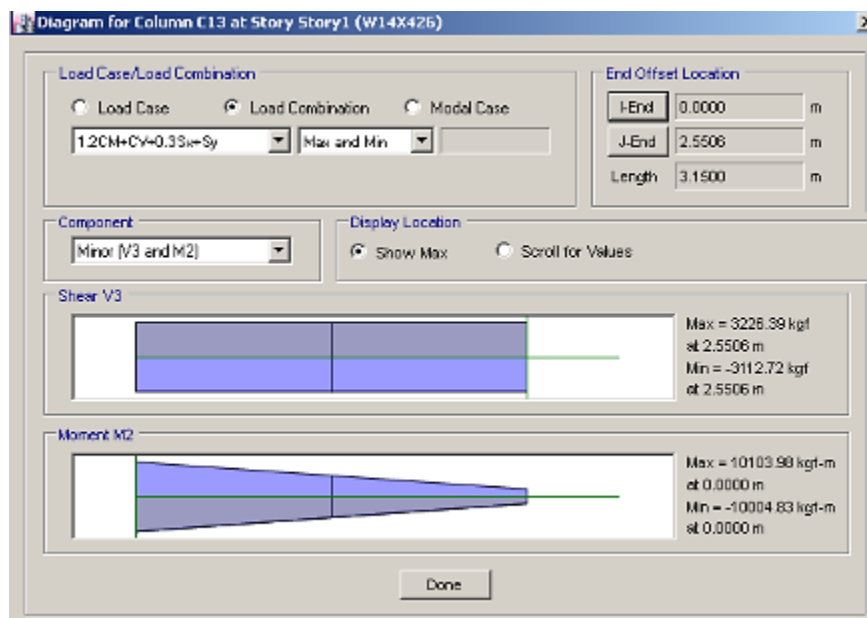 Diagram for Column C13 at Story Story1 (W14X426)
Load Case/Load Combination
Load Case
Load Combination
Modal Case
1.2CM+CV+0.3Sx+Sy
Max and Min
End Offset Location
I-End 0.0000 m
J-End 2.5506 m
Length 3.1500 m
Component
Minor (V3 and M2)
Display Location
Show Max
Scroll for Values
Shear V3
Max = 3226.39 kgf
at 2.5506 m
Min = -3112.72 kgf
at 2.5506 m
Moment M2
Max = 10103.98 kgf-m
at 0.0000 m
Min = -10004.83 kgf-m
at 0.0000 m
Done